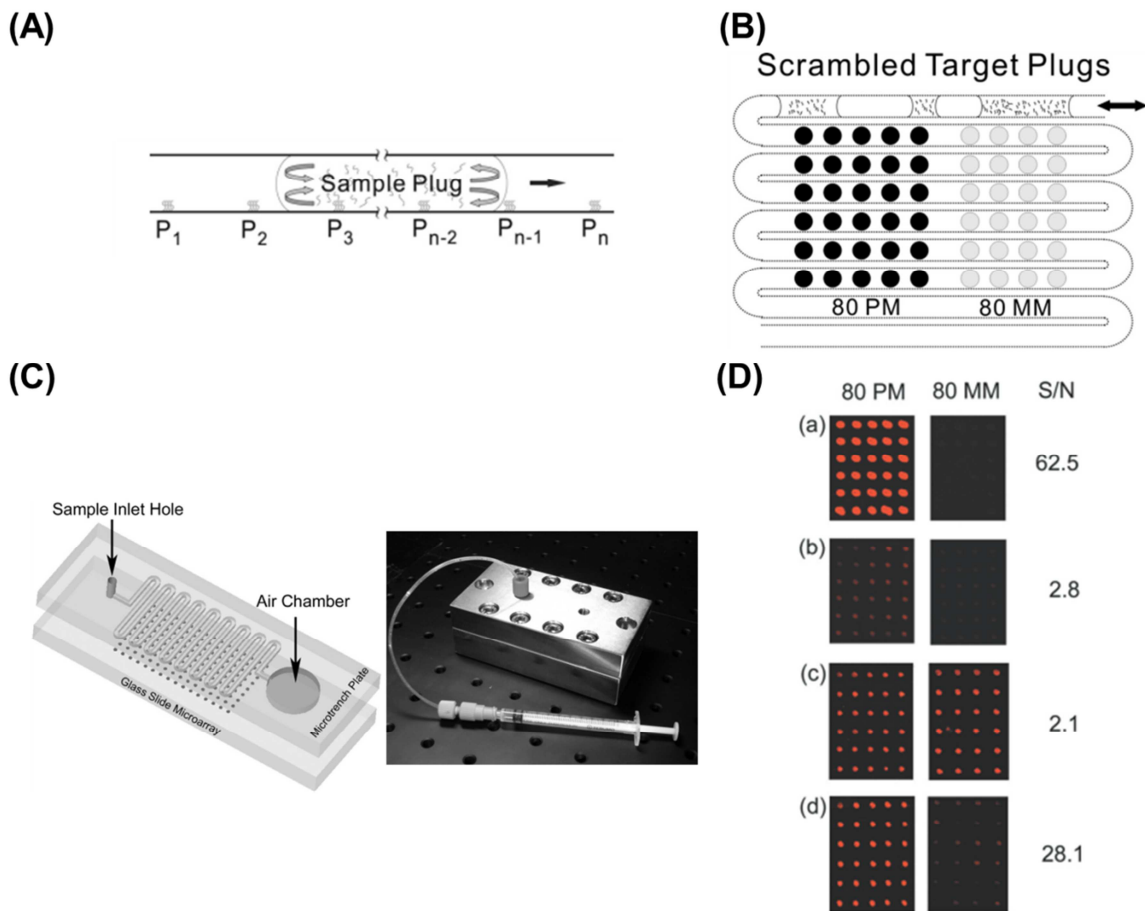 (A)
Sample Plug
P1 P2 P3 Pn-2 Pn-1 Pn
(B)
Scrambled Target Plugs
80 PM 80 MM
(C)
Sample Inlet Hole
Air Chamber
Glass Slide Microarray
Microtrench Plate
(D)
80 PM 80 MM S/N
(a)
62.5
(b)
2.8
(c)
2.1
(d)
28.1